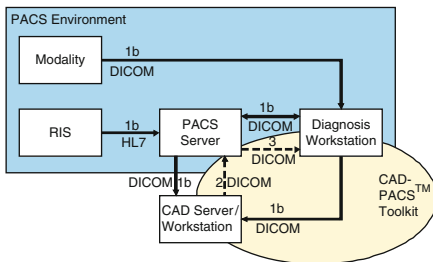 PACS Environment
Modality
1b
DICOM
RIS
1b
HL7
PACS
Server
1b
DICOM
3
DICOM
Diagnosis
Workstation
DICOM 1b
2 DICOM
CAD Server/
Workstation
1b
DICOM
CAD-
PACS™
Toolkit